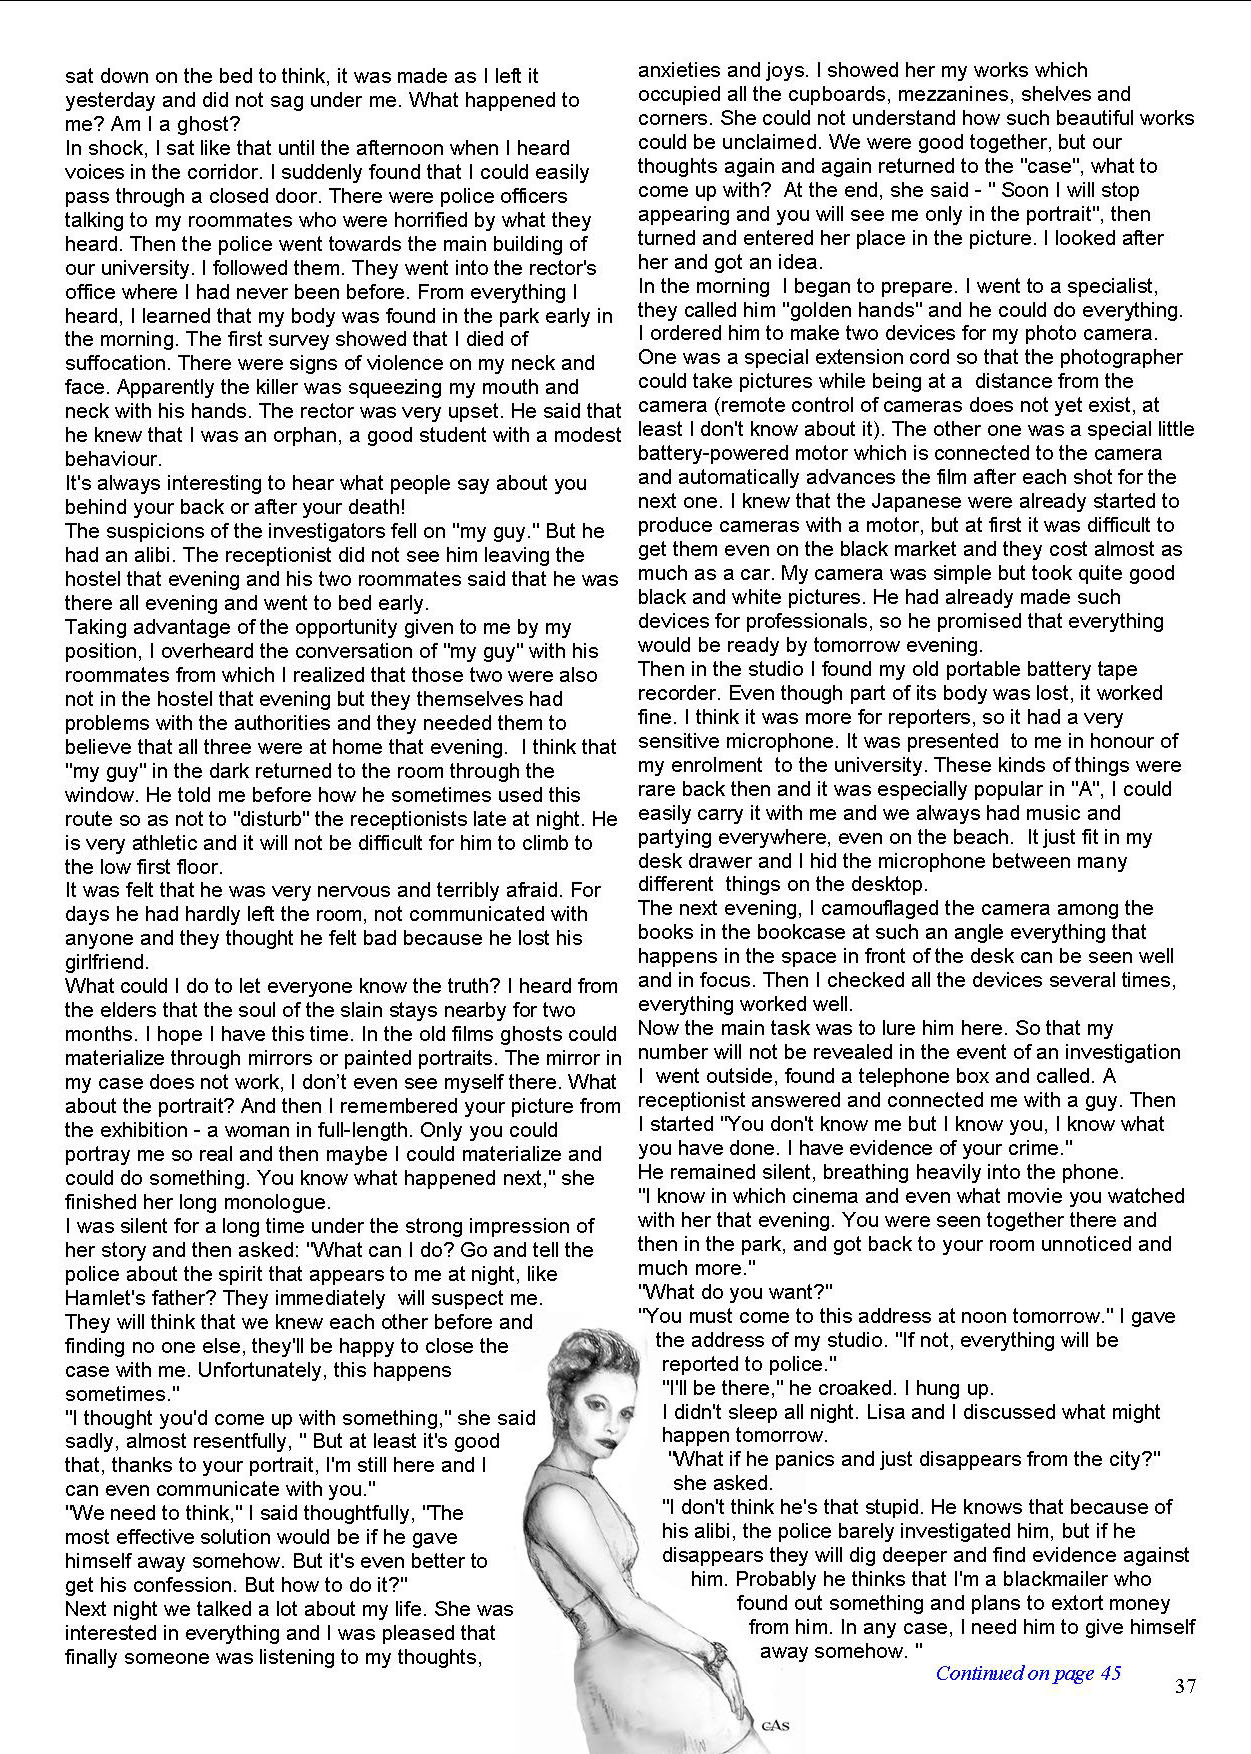 sat down on the bed to think, it was made as I left it
yesterday and did not sag under me. What happened to
me? Am I a ghost?
In shock, I sat like that until the afternoon when I heard
voices in the corridor. I suddenly found that I could easily
pass through a closed door. There were police officers
talking to my roommates who were horrified by what they
heard. Then the police went towards the main building of
our university. I followed them. They went into the rector's
office where I had never been before. From everything I
heard, I learned that my body was found in the park early in
the morning. The first survey showed that I died of
suffocation. There were signs of violence on my neck and
face. Apparently the killer was squeezing my mouth and
neck with his hands. The rector was very upset. He said that
he knew that I was an orphan, a good student with a modest
behaviour.
It's always interesting to hear what people say about you
behind your back or after your death!
The suspicions of the investigators fell on "my guy." But he
had an alibi. The receptionist did not see him leaving the
hostel that evening and his two roommates said that he was
there all evening and went to bed early.
Taking advantage of the opportunity given to me by my
position, I overheard the conversation of "my guy" with his
roommates from which I realized that those two were also
not in the hostel that evening but they themselves had
problems with the authorities and they needed them to
believe that all three were at home that evening.  I think that
"my guy" in the dark returned to the room through the
window. He told me before how he sometimes used this
route so as not to "disturb" the receptionists late at night. He
is very athletic and it will not be difficult for him to climb to
the low first floor.
It was felt that he was very nervous and terribly afraid. For
days he had hardly left the room, not communicated with
anyone and they thought he felt bad because he lost his
girlfriend.
What could I do to let everyone know the truth? I heard from
the elders that the soul of the slain stays nearby for two
months. I hope I have this time. In the old films ghosts could
materialize through mirrors or painted portraits. The mirror in
my case does not work, I don’t even see myself there. What
about the portrait? And then I remembered your picture from
the exhibition - a woman in full-length. Only you could
portray me so real and then maybe I could materialize and
could do something. You know what happened next," she
finished her long monologue.
I was silent for a long time under the strong impression of
her story and then asked: "What can I do? Go and tell the
police about the spirit that appears to me at night, like
Hamlet's father? They immediately  will suspect me.
They will think that we knew each other before and
finding no one else, they'll be happy to close the
case with me. Unfortunately, this happens
sometimes."
"I thought you'd come up with something," she said
sadly, almost resentfully, " But at least it's good
that, thanks to your portrait, I'm still here and I
can even communicate with you."
"We need to think," I said thoughtfully, "The
most effective solution would be if he gave
himself away somehow. But it's even better to
get his confession. But how to do it?"
Next night we talked a lot about my life. She was
interested in everything and I was pleased that
finally someone was listening to my thoughts,
anxieties and joys. I showed her my works which
occupied all the cupboards, mezzanines, shelves and
corners. She could not understand how such beautiful works
could be unclaimed. We were good together, but our
thoughts again and again returned to the "case", what to
come up with?  At the end, she said - " Soon I will stop
appearing and you will see me only in the portrait", then
turned and entered her place in the picture. I looked after
her and got an idea.
In the morning  I began to prepare. I went to a specialist,
they called him "golden hands" and he could do everything.
I ordered him to make two devices for my photo camera.
One was a special extension cord so that the photographer
could take pictures while being at a  distance from the
camera (remote control of cameras does not yet exist, at
least I don't know about it). The other one was a special little
battery-powered motor which is connected to the camera
and automatically advances the film after each shot for the
next one. I knew that the Japanese were already started to
produce cameras with a motor, but at first it was difficult to
get them even on the black market and they cost almost as
much as a car. My camera was simple but took quite good
black and white pictures. He had already made such
devices for professionals, so he promised that everything
would be ready by tomorrow evening.
Then in the studio I found my old portable battery tape
recorder. Even though part of its body was lost, it worked
fine. I think it was more for reporters, so it had a very
sensitive microphone. It was presented  to me in honour of
my enrolment  to the university. These kinds of things were
rare back then and it was especially popular in "A", I could
easily carry it with me and we always had music and
partying everywhere, even on the beach.  It just fit in my
desk drawer and I hid the microphone between many
different  things on the desktop.
The next evening, I camouflaged the camera among the
books in the bookcase at such an angle everything that
happens in the space in front of the desk can be seen well
and in focus. Then I checked all the devices several times,
everything worked well.
Now the main task was to lure him here. So that my
number will not be revealed in the event of an investigation
I  went outside, found a telephone box and called. A
receptionist answered and connected me with a guy. Then
I started "You don't know me but I know you, I know what
you have done. I have evidence of your crime."
He remained silent, breathing heavily into the phone.
"I know in which cinema and even what movie you watched
with her that evening. You were seen together there and
then in the park, and got back to your room unnoticed and
much more."
"What do you want?"
"You must come to this address at noon tomorrow." I gave
the address of my studio. "If not, everything will be
reported to police."
"I'll be there," he croaked. I hung up.
I didn't sleep all night. Lisa and I discussed what might
happen tomorrow.
"What if he panics and just disappears from the city?"
she asked.
"I don't think he's that stupid. He knows that because of
his alibi, the police barely investigated him, but if he
disappears they will dig deeper and find evidence against
him. Probably he thinks that I'm a blackmailer who
found out something and plans to extort money
from him. In any case, I need him to give himself
away somehow. "
Continued on page 45
37
cAs